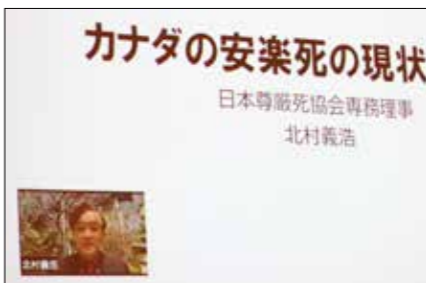 カナダの安楽死の現状
日本尊厳死協会専務理事
北村義浩
北村義浩